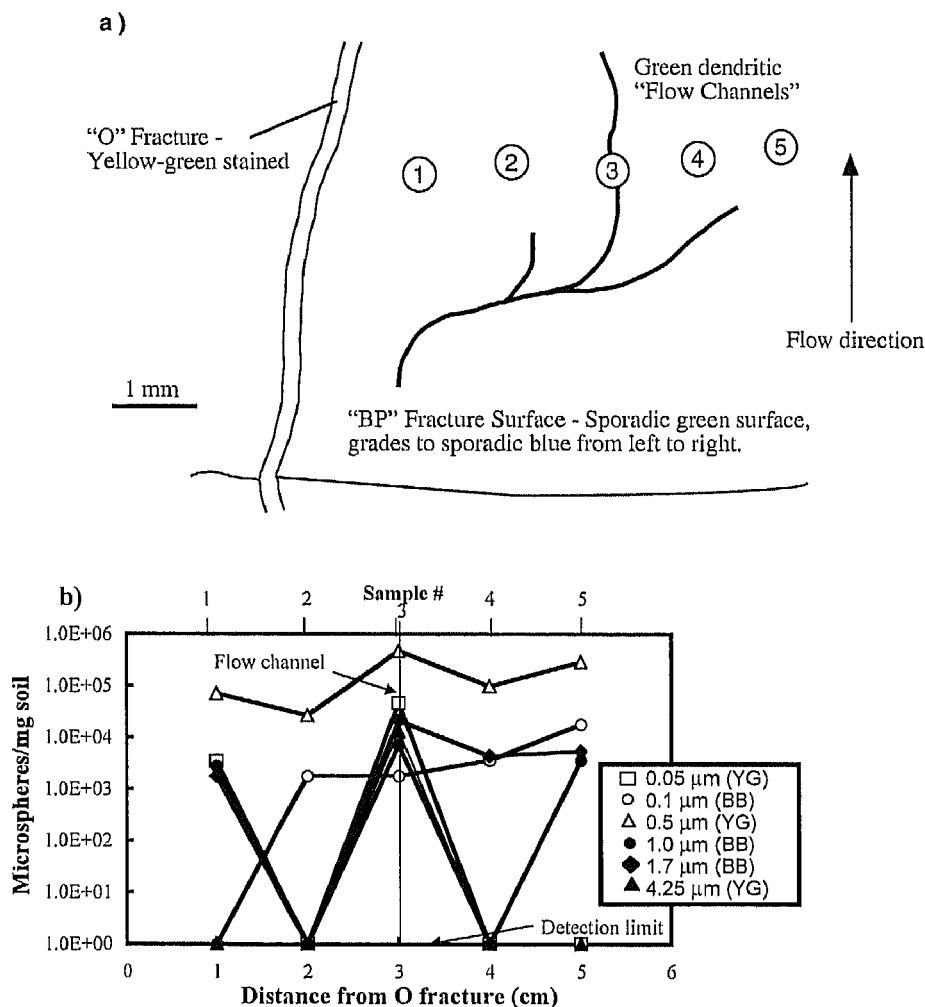 a)
Green dendritic
“Flow Channels”
“O” Fracture -
Yellow-green stained
1
2
3
4
5
Flow direction
1 mm
“BP” Fracture Surface - Sporadic green surface,
grades to sporadic blue from left to right.
b)
Sample #
1 2 3 4 5
Microspheres/mg soil
1.0E+06
1.0E+05
1.0E+04
1.0E+03
1.0E+02
1.0E+01
1.0E+00
Flow channel
Detection limit
0.05 µm (YG)
0.1 µm (BB)
0.5 µm (YG)
1.0 µm (BB)
1.7 µm (BB)
4.25 µm (YG)
0 1 2 3 4 5 6
Distance from O fracture (cm)